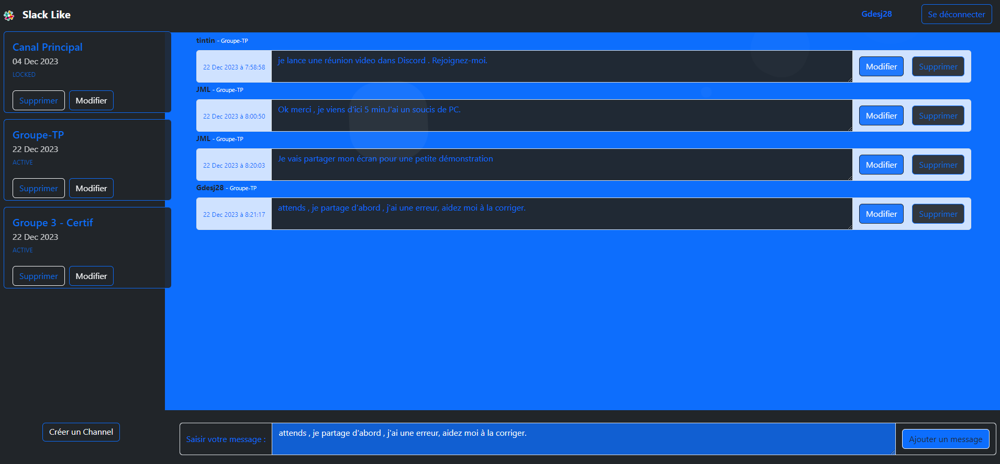 Slack Like
Gdesj28
Se déconnecter
Canal Principal
04 Dec 2023
LOCKED
Supprimer
Modifier
Groupe-TP
22 Dec 2023
ACTIVE
Supprimer
Modifier
Groupe 3 - Certif
22 Dec 2023
ACTIVE
Supprimer
Modifier
Créer un Channel
tintin - Groupe-TP
22 Dec 2023 à 7:58:58
je lance une réunion video dans Discord . Rejoignez-moi.
Modifier
Supprimer
JML - Groupe-TP
22 Dec 2023 à 8:00:50
Ok merci , je viens d'ici 5 min.J'ai un soucis de PC.
Modifier
Supprimer
JML - Groupe-TP
22 Dec 2023 à 8:20:03
Je vais partager mon écran pour une petite démonstration
Modifier
Supprimer
Gdesj28 - Groupe-TP
22 Dec 2023 à 8:21:17
attends , je partage d'abord , j'ai une erreur, aidez moi à la corriger.
Modifier
Supprimer
Saisir votre message :
attends , je partage d'abord , j'ai une erreur, aidez moi à la corriger.
Ajouter un message